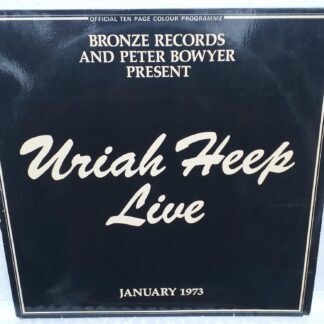 OFFICIAL TEN PAGE COLOUR PROGRAMME
BRONZE RECORDS
AND PETER BOWYER
PRESENT
Uriah Heep
Live
JANUARY 1973